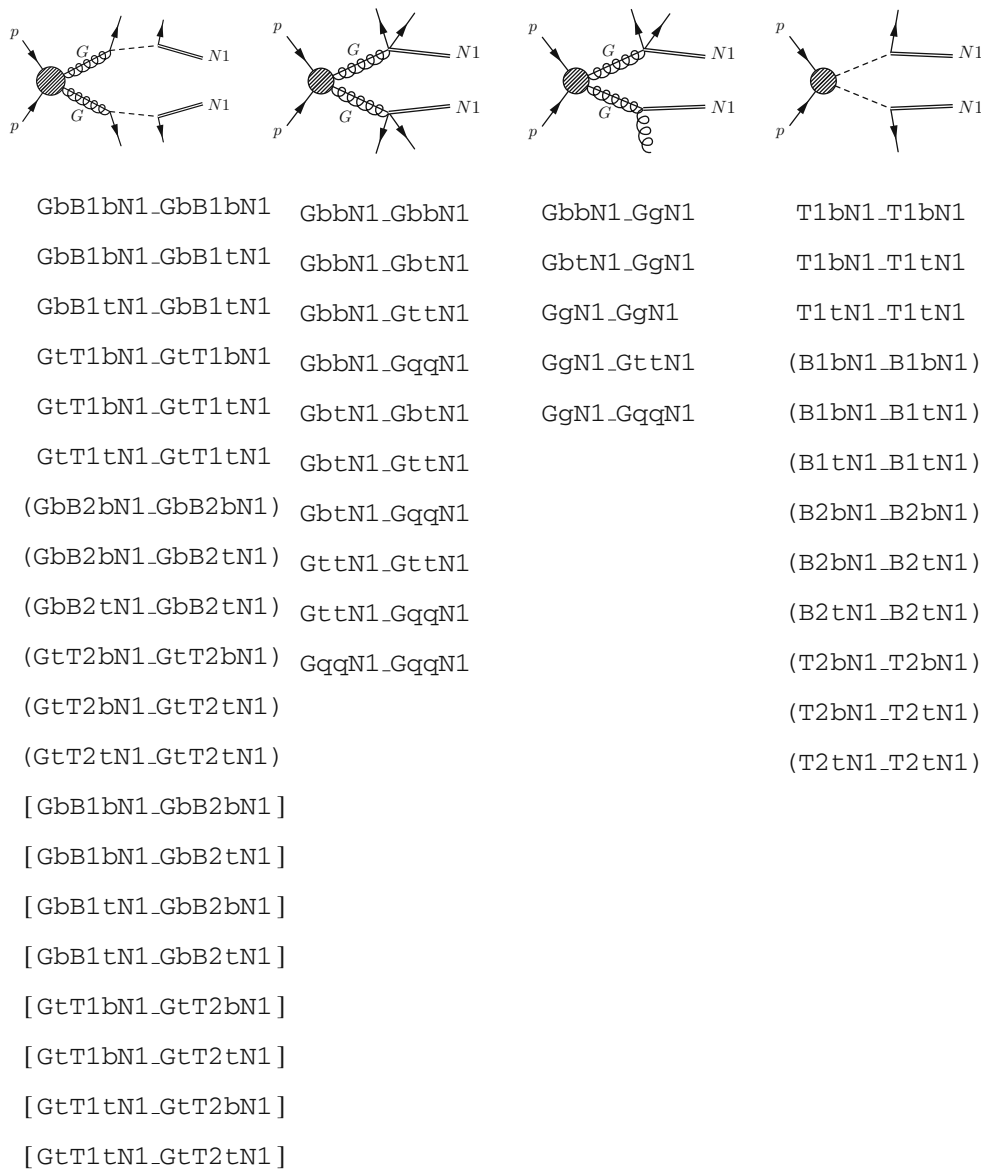 p
G
N1
G
N1
p
p
G
N1
G
N1
p
p
G
N1
G
N1
p
p
N1
N1
p
GbB1bN1_GbB1bN1
GbB1bN1_GbB1tN1
GbB1tN1_GbB1tN1
GtT1bN1_GtT1bN1
GtT1bN1_GtT1tN1
GtT1tN1_GtT1tN1
(GbB2bN1_GbB2bN1)
(GbB2bN1_GbB2tN1)
(GbB2tN1_GbB2tN1)
(GtT2bN1_GtT2bN1)
(GtT2bN1_GtT2tN1)
(GtT2tN1_GtT2tN1)
[GbB1bN1_GbB2bN1]
[GbB1bN1_GbB2tN1]
[GbB1tN1_GbB2bN1]
[GbB1tN1_GbB2tN1]
[GtT1bN1_GtT2bN1]
[GtT1bN1_GtT2tN1]
[GtT1tN1_GtT2bN1]
[GtT1tN1_GtT2tN1]
GbbN1_GbbN1
GbbN1_GbtN1
GbbN1_GttN1
GbbN1_GqqN1
GbtN1_GbtN1
GbtN1_GttN1
GbtN1_GqqN1
GttN1_GttN1
GttN1_GqqN1
GqqN1_GqqN1
GbbN1_GgN1
GbtN1_GgN1
GgN1_GgN1
GgN1_GttN1
GgN1_GqqN1
T1bN1_T1bN1
T1bN1_T1tN1
T1tN1_T1tN1
(B1bN1_B1bN1)
(B1bN1_B1tN1)
(B1tN1_B1tN1)
(B2bN1_B2bN1)
(B2bN1_B2tN1)
(B2tN1_B2tN1)
(T2bN1_T2bN1)
(T2bN1_T2tN1)
(T2tN1_T2tN1)